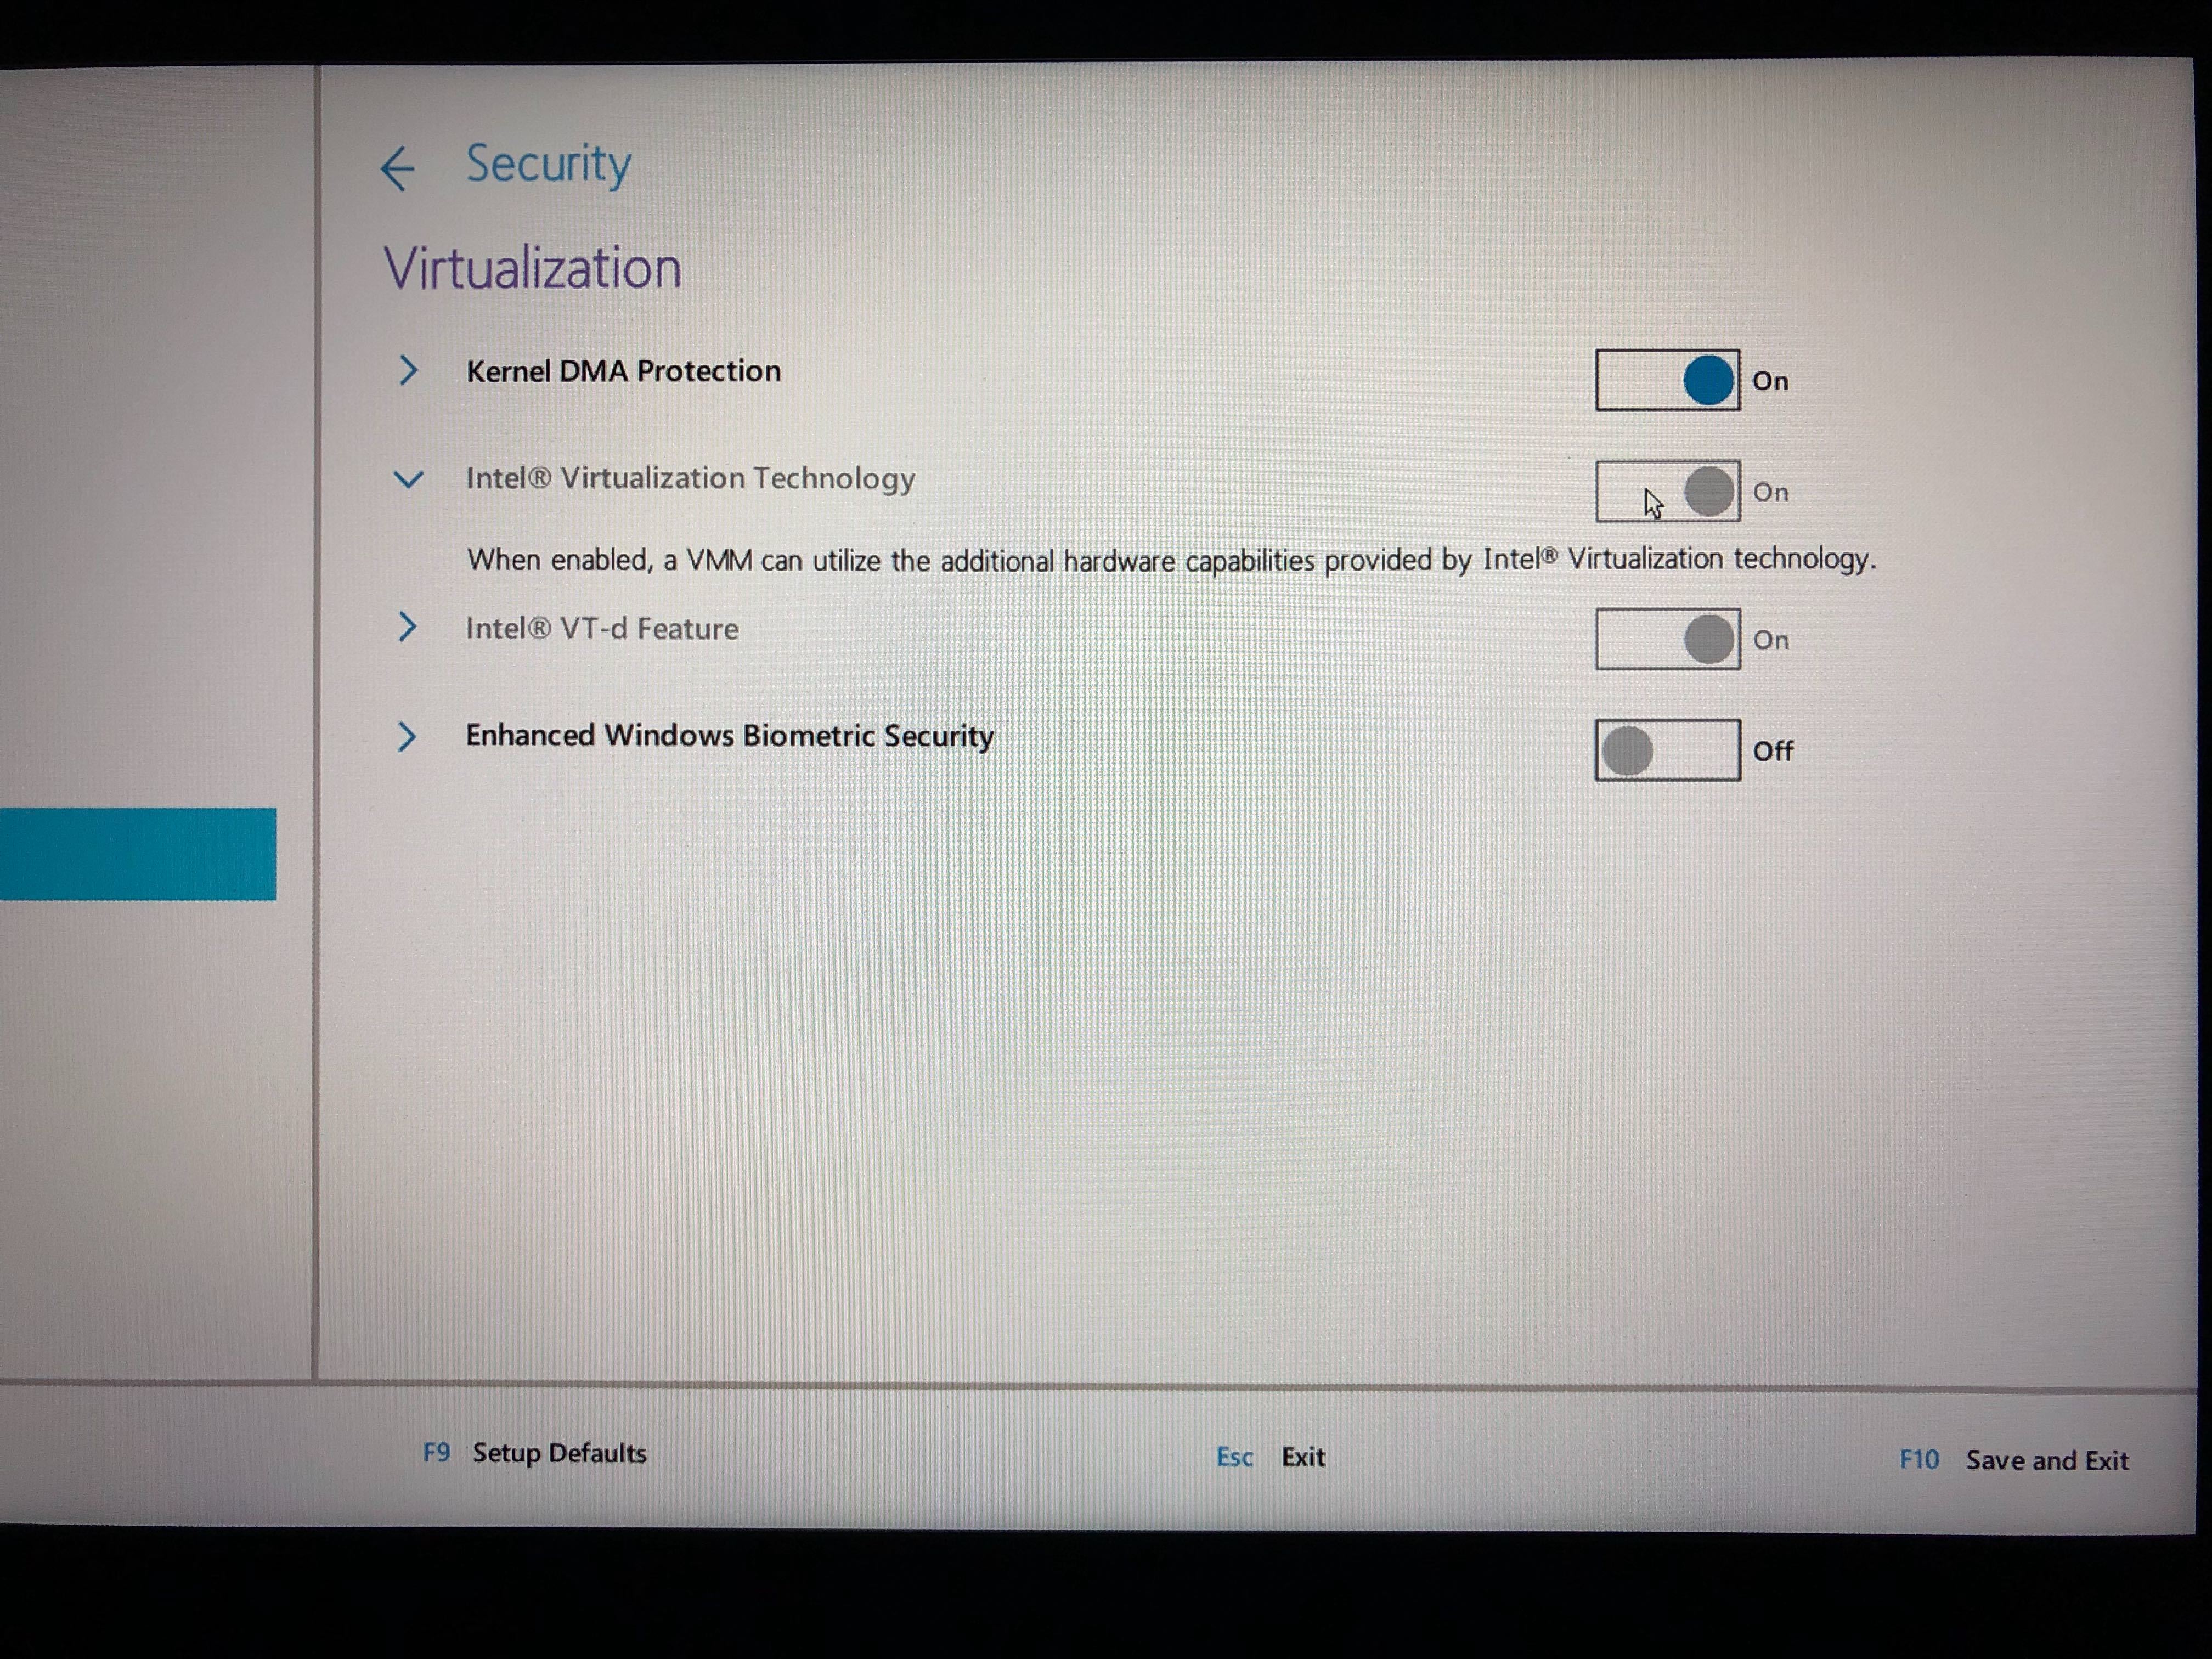 Security
Virtualization
Kernel DMA Protection On
Intel® Virtualization Technology On
When enabled, a VMM can utilize the additional hardware capabilities provided by Intel® Virtualization technology.
Intel® VT-d Feature On
Enhanced Windows Biometric Security Off
F9 Setup Defaults Esc Exit F10 Save and Exit